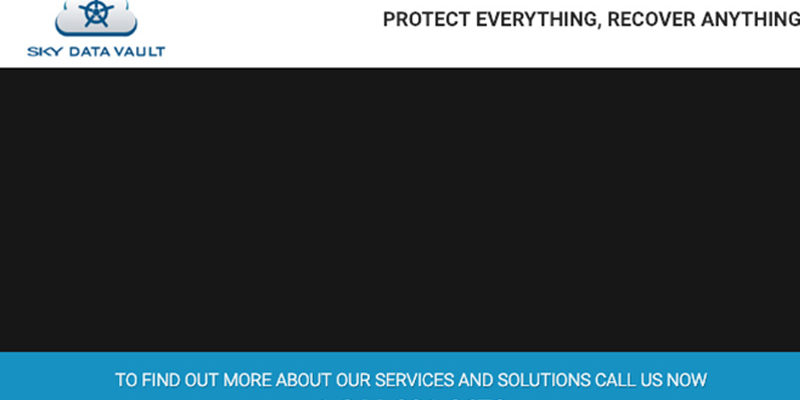 PROTECT EVERYTHING, RECOVER ANYTHING
SKY DATA VAULT
TO FIND OUT MORE ABOUT OUR SERVICES AND SOLUTIONS CALL US NOW